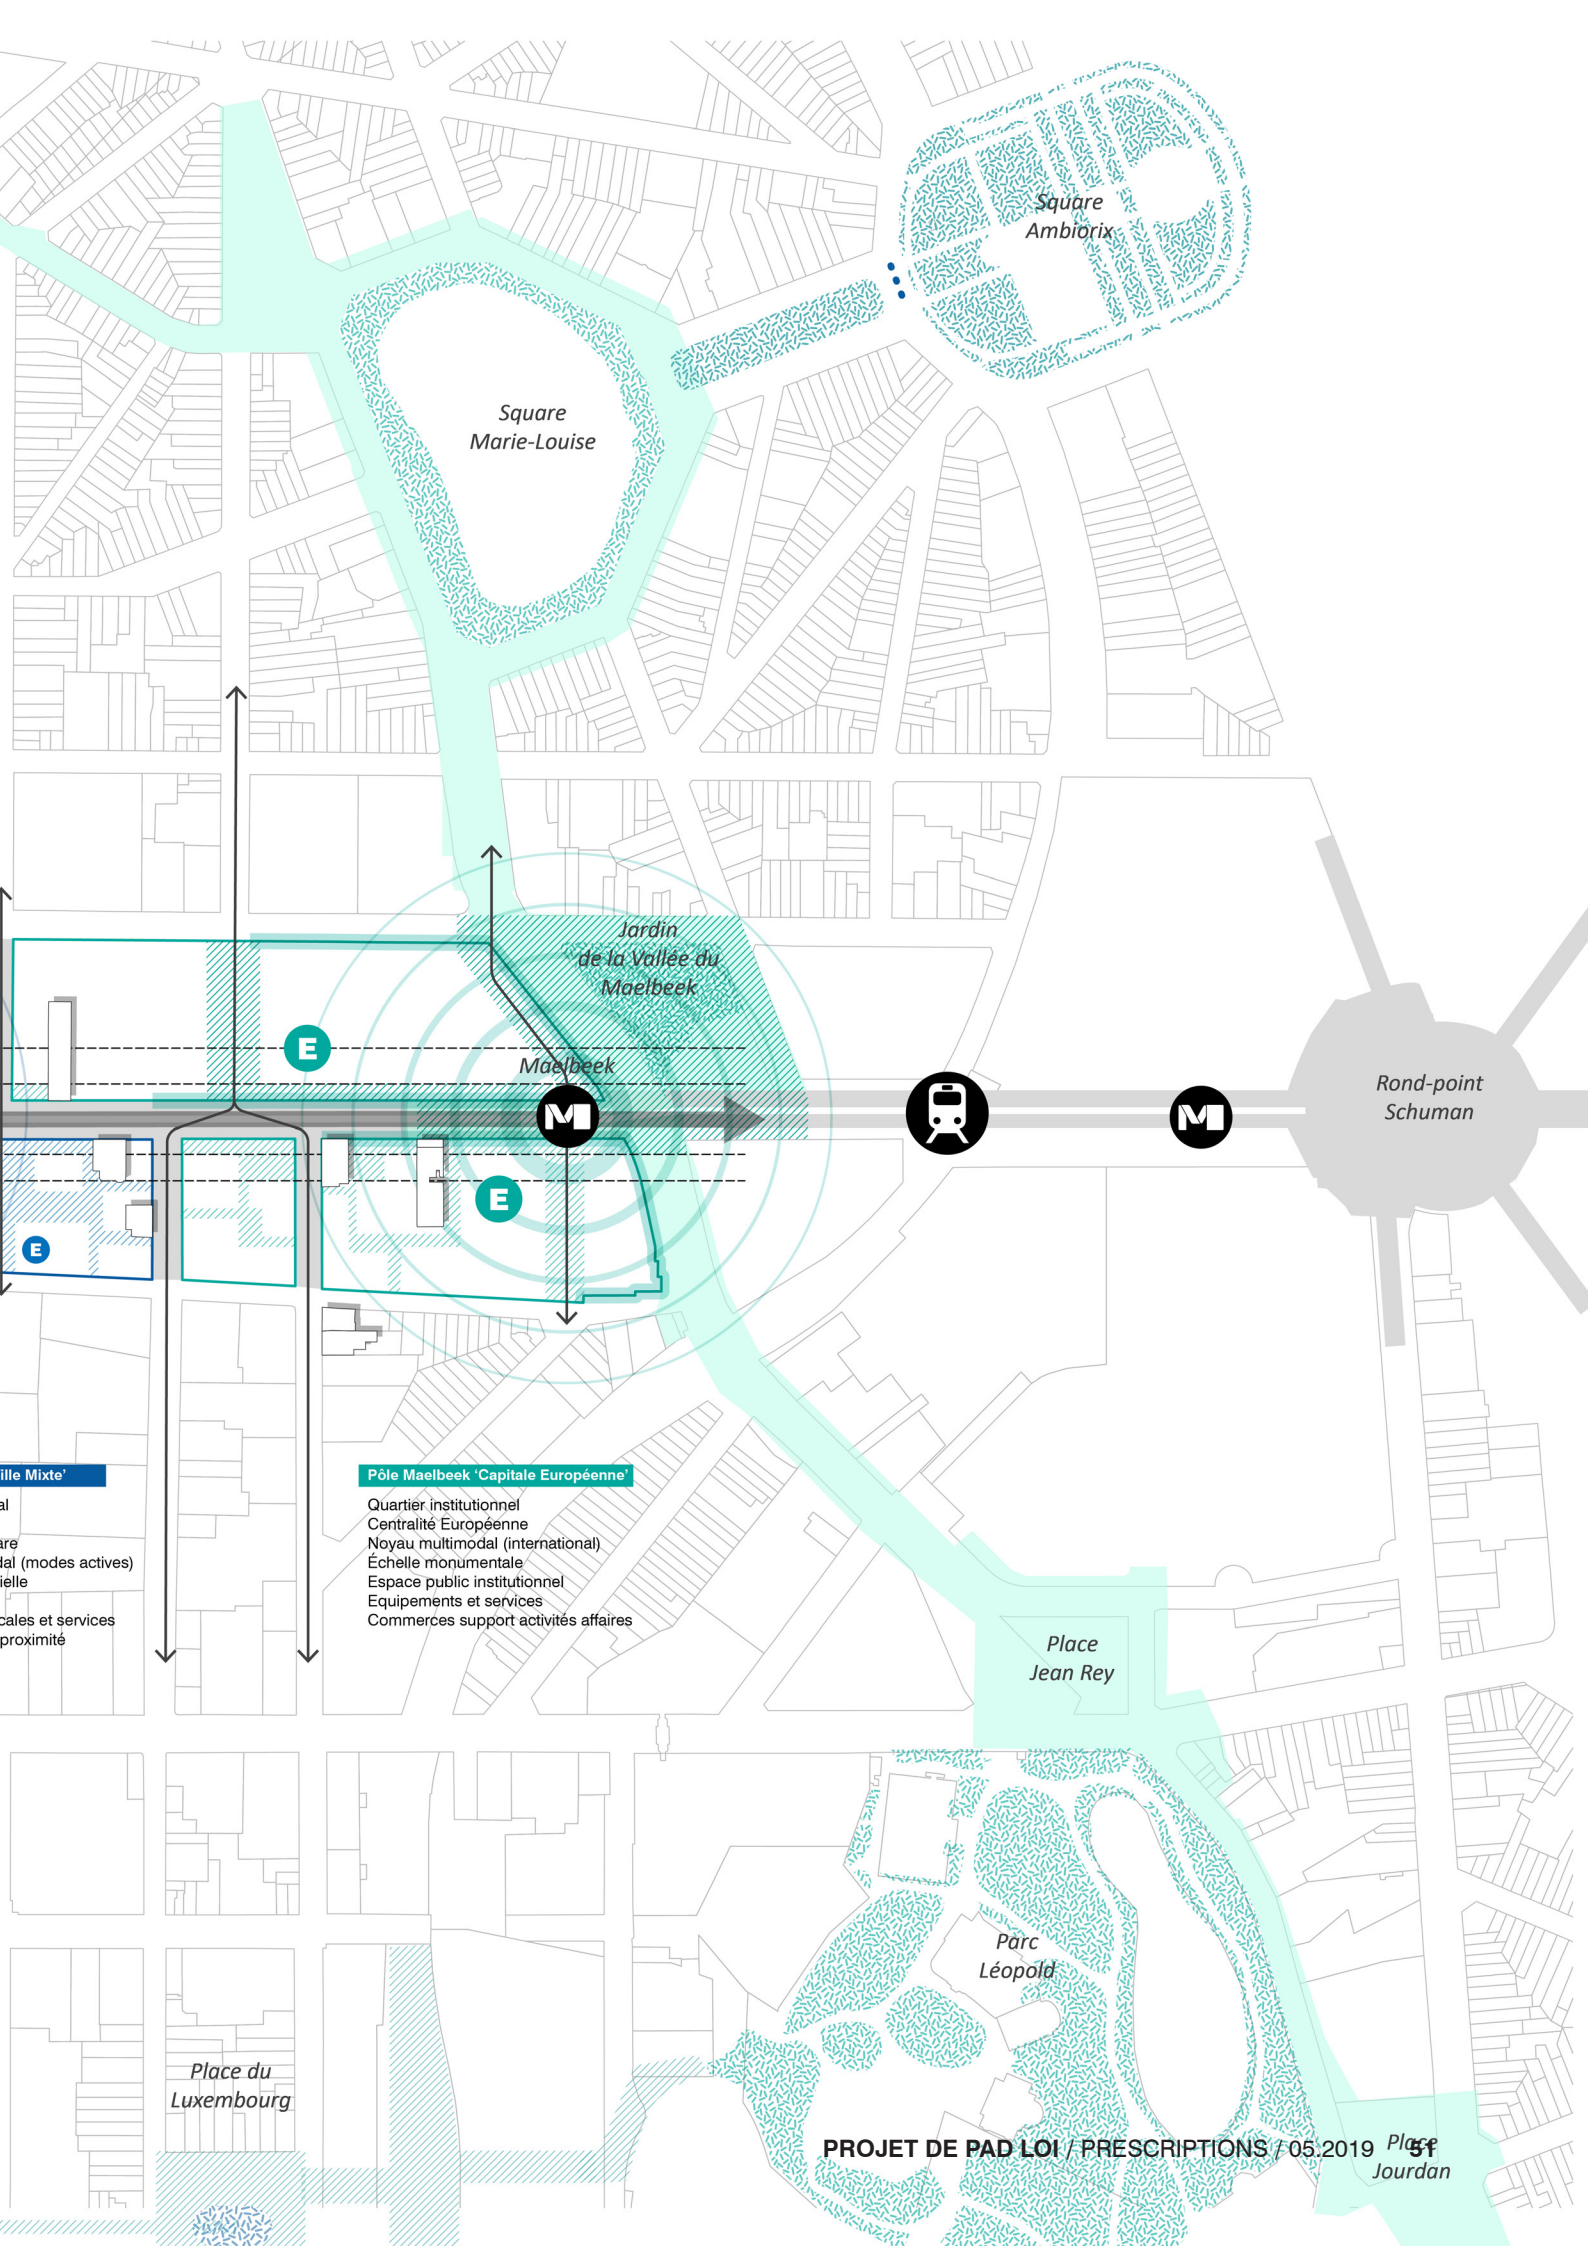 Square
Ambiorix
Square
Marie-Louise
Jardin
de la Vallée du
Maelbeek
E
Maelbeek
M
M
Rond-point
Schuman
E
E
ille Mixte’
al
are
dal (modes actives)
ielle
cales et services
proximité
Pôle Maelbeek ‘Capitale Européenne’
Quartier institutionnel
Centralité Européenne
Noyau multimodal (international)
Échelle monumentale
Espace public institutionnel
Equipements et services
Commerces support activités affaires
Place
Jean Rey
Parc
Léopold
Place du
Luxembourg
Place
Jourdan
PROJET DE PAD LOI / PRESCRIPTIONS / 05.2019 51